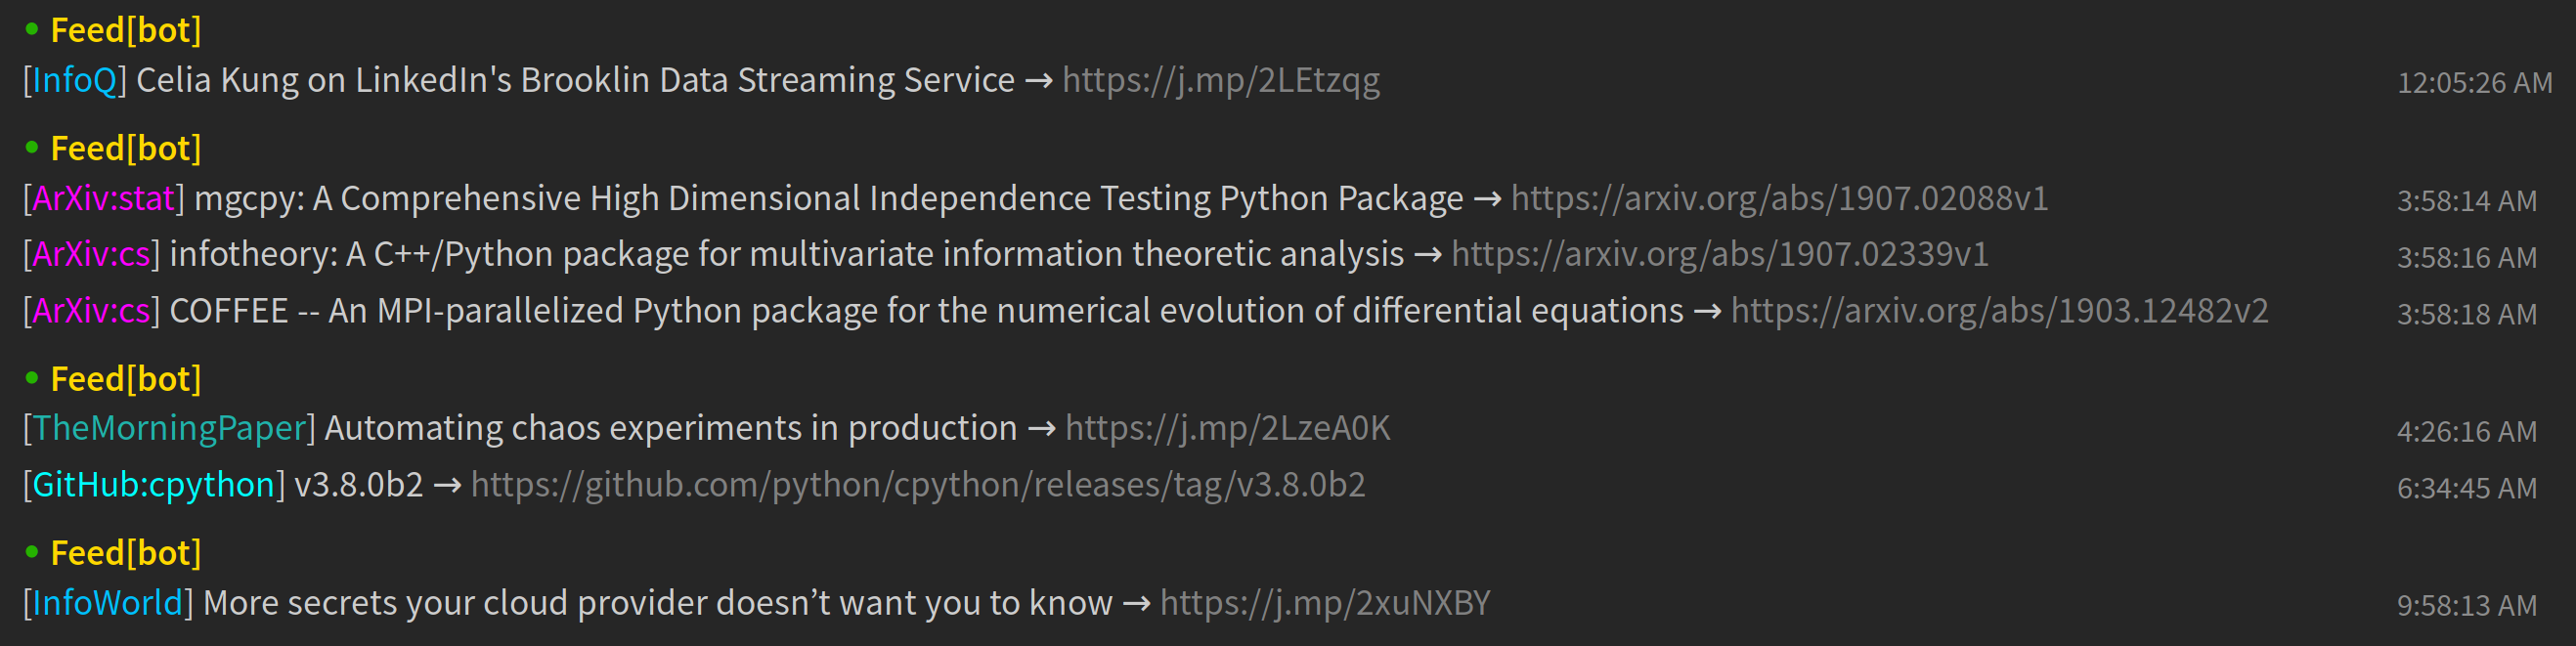 • Feed[bot]
[InfoQ] Celia Kung on LinkedIn's Brooklin Data Streaming Service → https://j.mp/2LEtzqg 12:05:26 AM
• Feed[bot]
[ArXiv:stat] mgcpy: A Comprehensive High Dimensional Independence Testing Python Package → https://arxiv.org/abs/1907.02088v1 3:58:14 AM
[ArXiv:cs] infotheory: A C++/Python package for multivariate information theoretic analysis → https://arxiv.org/abs/1907.02339v1 3:58:16 AM
[ArXiv:cs] COFFEE -- An MPI-parallelized Python package for the numerical evolution of differential equations → https://arxiv.org/abs/1903.12482v2 3:58:18 AM
• Feed[bot]
[TheMorningPaper] Automating chaos experiments in production → https://j.mp/2LzeA0K 4:26:16 AM
[GitHub:cpython] v3.8.0b2 → https://github.com/python/cpython/releases/tag/v3.8.0b2 6:34:45 AM
• Feed[bot]
[InfoWorld] More secrets your cloud provider doesn’t want you to know → https://j.mp/2xuNXBY 9:58:13 AM